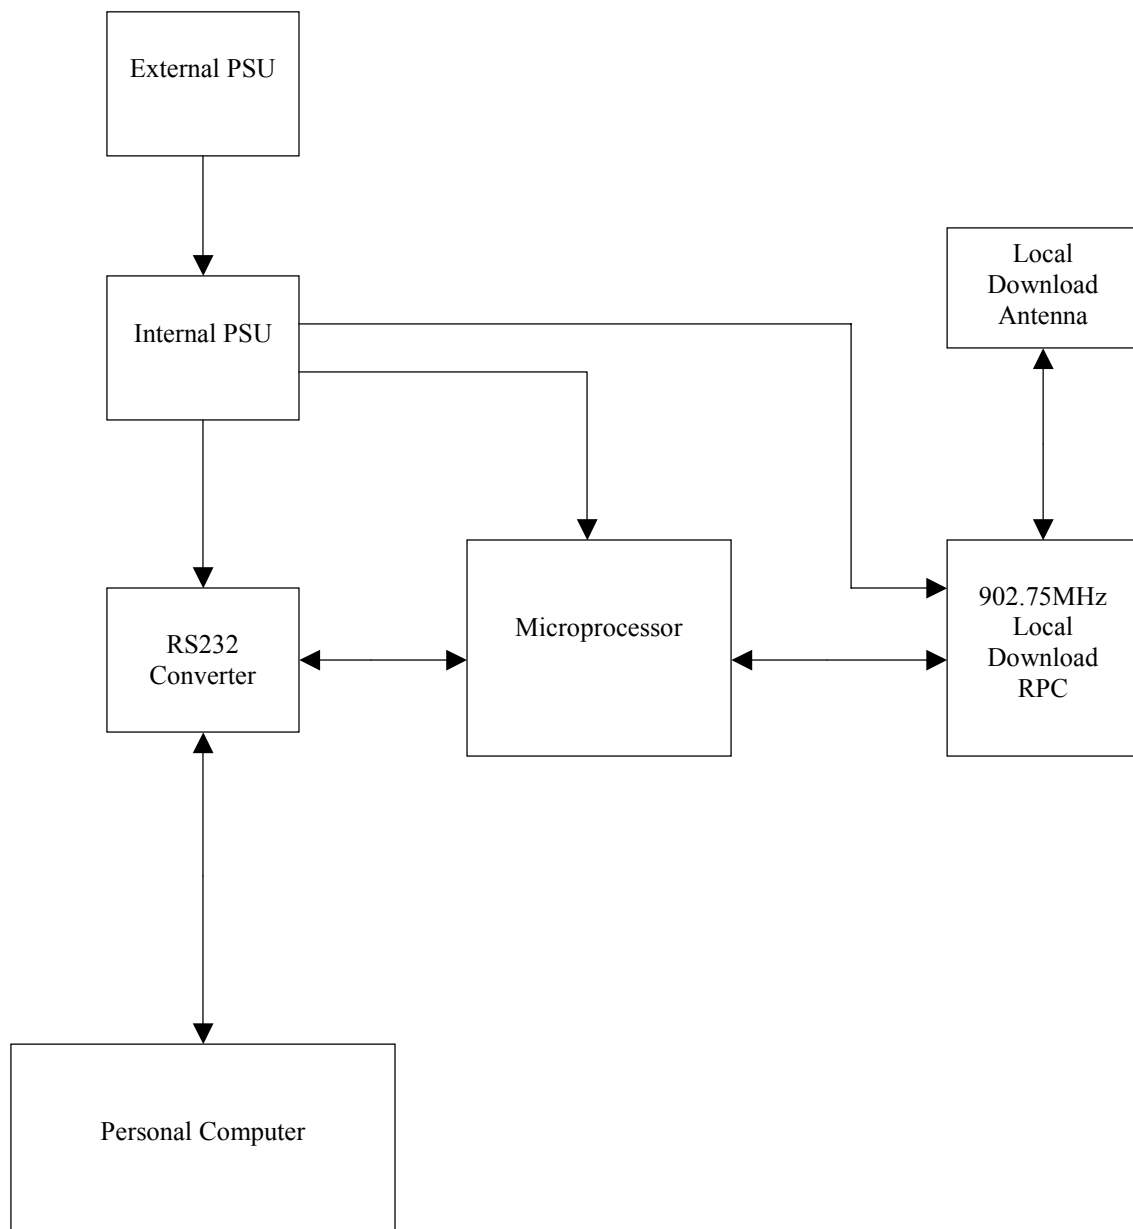 External PSU
Local
Download
Antenna
Internal PSU
902.75MHz
Local
Download
RPC
Microprocessor
RS232
Converter
Personal Computer